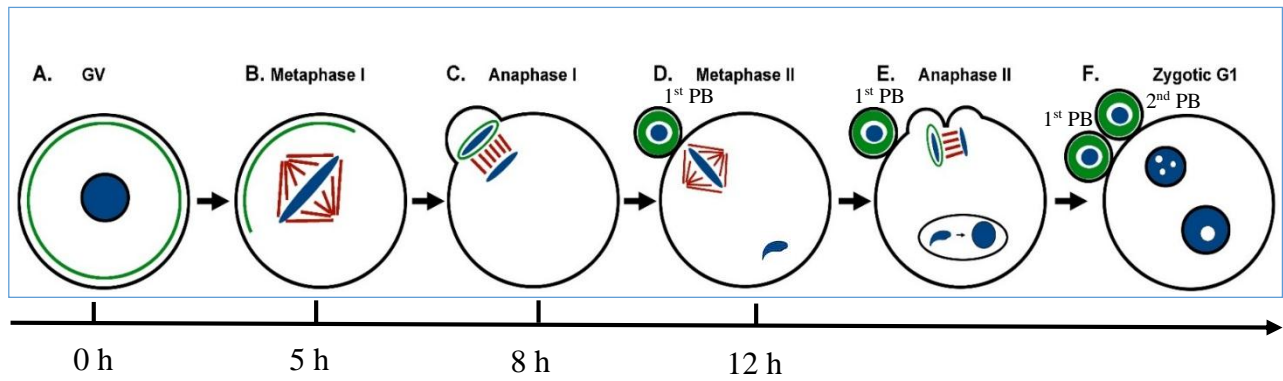 A. GV
B. Metaphase I
C. Anaphase I
D. Metaphase II
E. Anaphase II
F. Zygotic G1
1st PB
1st PB
1st PB
2nd PB
0 h
5 h
8 h
12 h